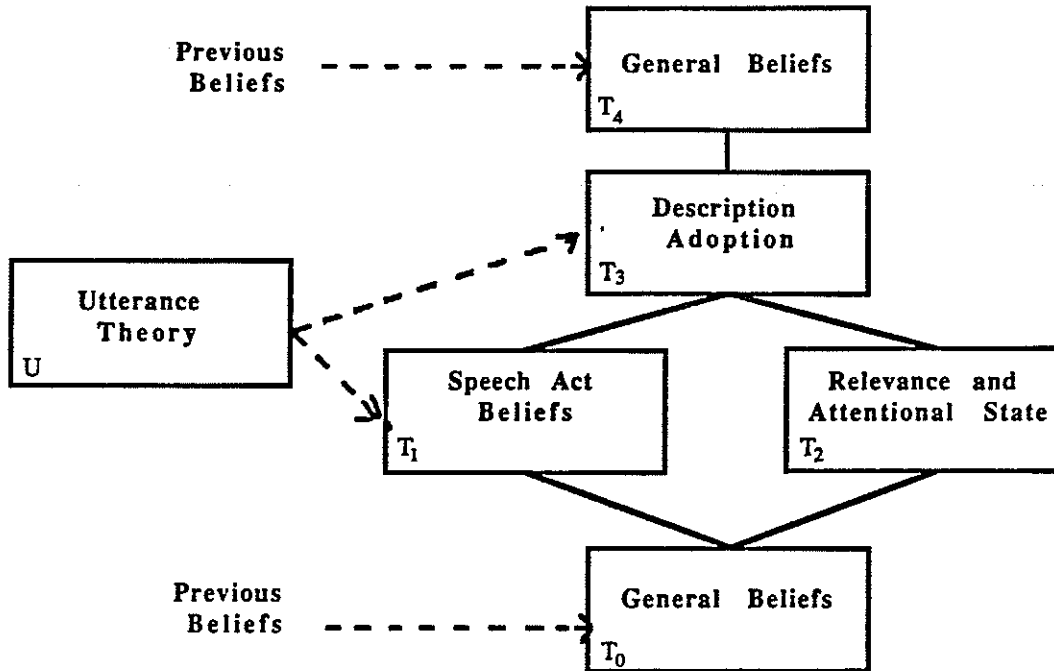 Previous
Beliefs
General Beliefs
T4
Description
Adoption
T3
Utterance
Theory
U
Speech Act
Beliefs
T1
Relevance and
Attentional State
T2
Previous
Beliefs
General Beliefs
T0